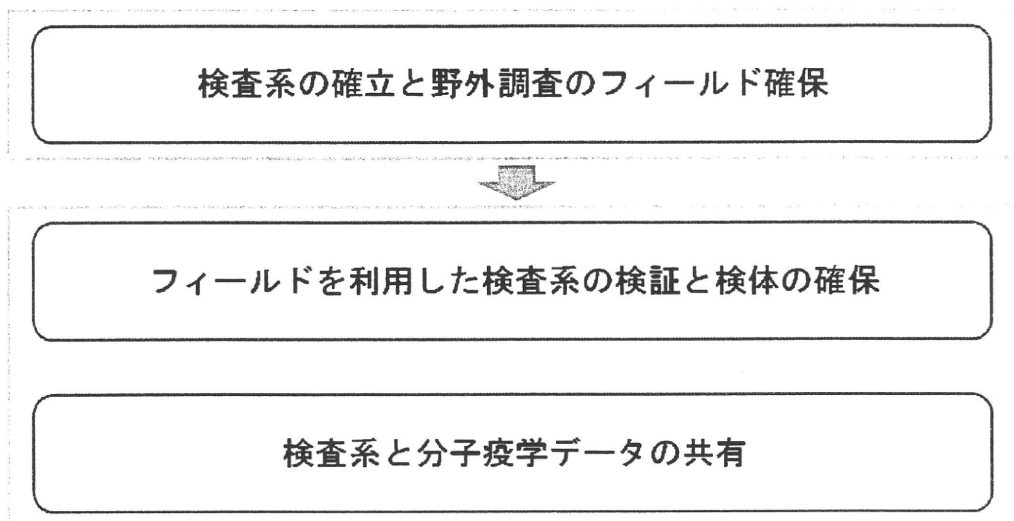 検査系の確立と野外調査のフィールド確保
フィールドを利用した検査系の検証と検体の確保
検査系と分子疫学データの共有